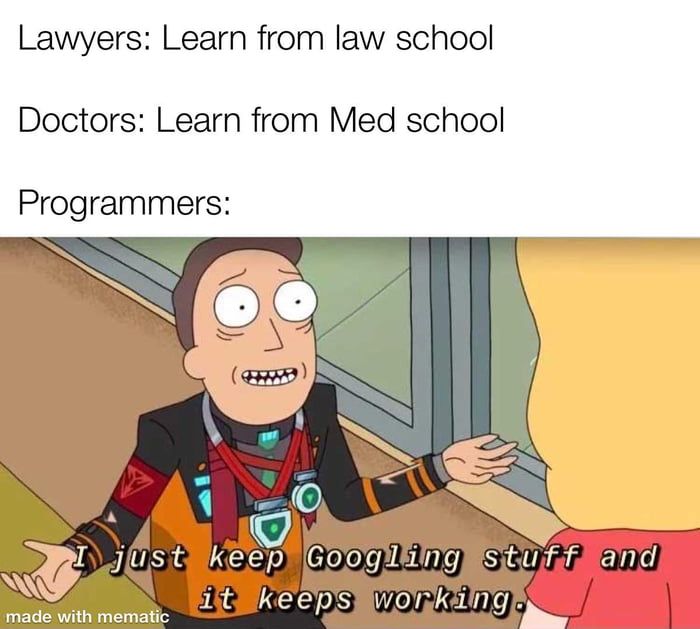 Lawyers: Learn from law school
Doctors: Learn from Med school
Programmers:
I just keep Googling stuff and
it keeps working.
made with mematic